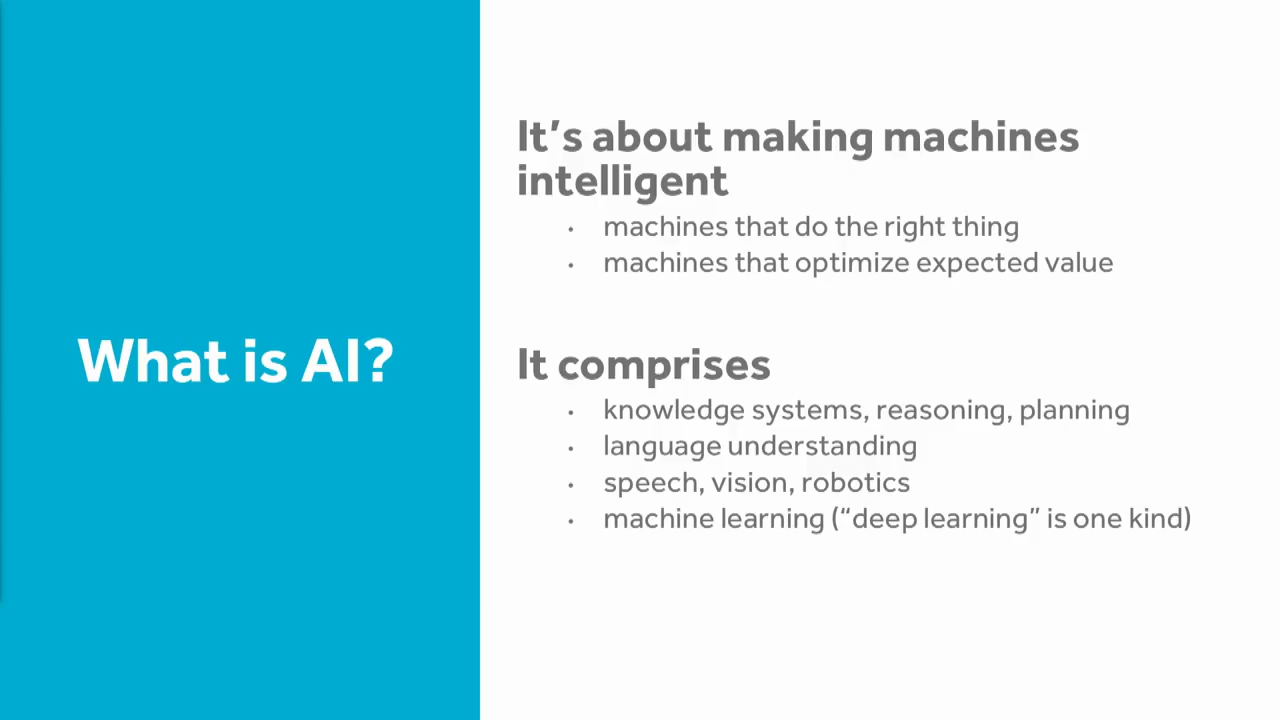 What is AI?
It’s about making machines
intelligent
· machines that do the right thing
· machines that optimize expected value
It comprises
· knowledge systems, reasoning, planning
· language understanding
· speech, vision, robotics
· machine learning (“deep learning” is one kind)